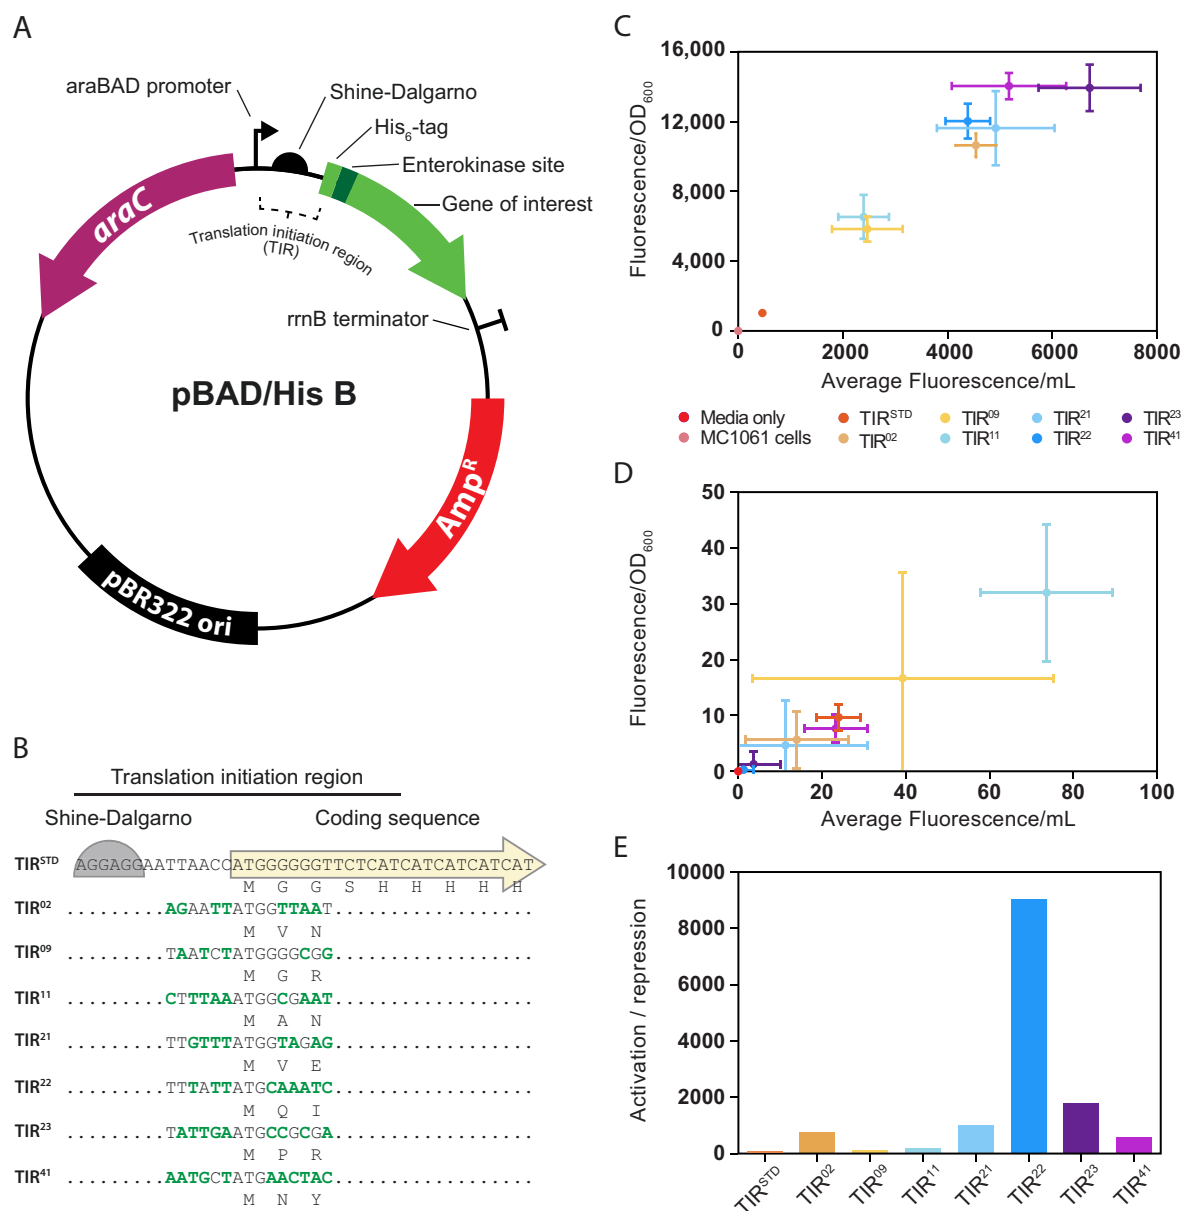 A
araBAD promoter
Shine-Dalgarno
His6-tag
Enterokinase site
Gene of interest
araC
Translation initiation region
(TIR)
rrnB terminator
pBAD/His B
AmpR
pBR322 ori
B
Translation initiation region
Shine-Dalgarno
Coding sequence
TIRSTD AGGAGGAATTAACCATGGGGGGTTCTCATCATCATCATCAT
M G G S H H H H H
TIR02 .........AGAATTATGGTTAAT..................
M V N
TIR09 .........TAATCTATGGGGCGG..................
M G R
TIR11 .........CTTTAAATGGCGAAT..................
M A N
TIR21 .........TTGTTTATGGTAGAG..................
M V E
TIR22 .........TTTATTATGCAAATC..................
M Q I
TIR23 .........TATTGAATGCCGCGA..................
M P R
TIR41 .........AATGCTATGAACTAC..................
M N Y
C
Fluorescence/OD600
16,000
12,000
8,000
4,000
0
0 2000 4000 6000 8000
Average Fluorescence/mL
Media only
MC1061 cells
TIRSTD
TIR02
TIR09
TIR11
TIR21
TIR22
TIR23
TIR41
D
Fluorescence/OD600
50
40
30
20
10
0
0 20 40 60 80 100
Average Fluorescence/mL
E
Activation / repression
10000
8000
6000
4000
2000
0
TIRSTD TIR02 TIR09 TIR11 TIR21 TIR22 TIR23 TIR41